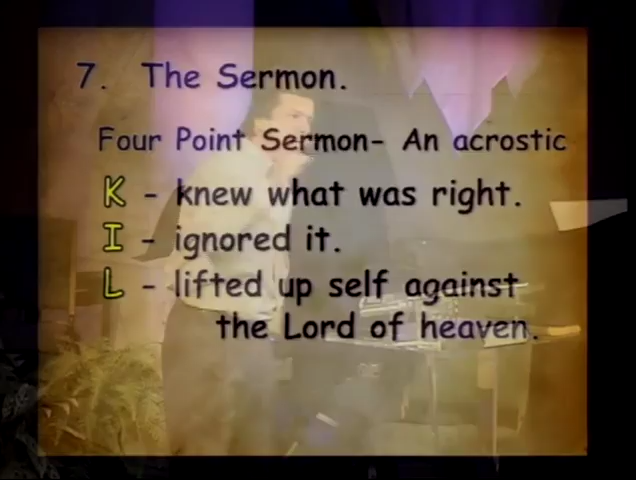 7. The Sermon.
Four Point Sermon- An acrostic
K - knew what was right.
I - ignored it.
L - lifted up self against
the Lord of heaven.